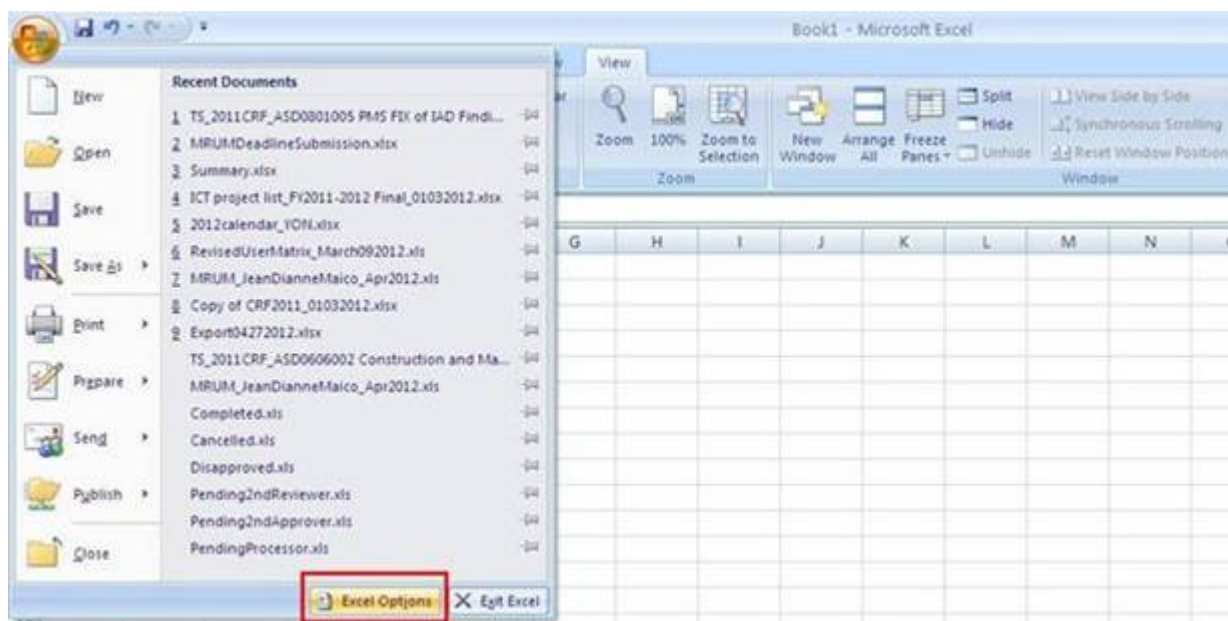 Book1 - Microsoft Excel
View
Recent Documents
New
Open
Save
Save As
Print
Prepare
Send
Publish
Close
1 TS_2011CRF_ASD0801005 PMS FIX of IAD Findi...
2 MRUMDeadlineSubmission.xlsx
3 Summary.xlsx
4 ICT project list_FY2011-2012 Final_01032012.xlsx
5 2012calendar_YON.xlsx
6 RevisedUserMatrix_March092012.xls
7 MRUM_JeanDianneMaico_Apr2012.xls
8 Copy of CRF2011_01032012.xlsx
9 Export04272012.xlsx
TS_2011CRF_ASD0606002 Construction and Ma...
MRUM_JeanDianneMaico_Apr2012.xls
Completed.xls
Cancelled.xls
Disapproved.xls
Pending2ndReviewer.xls
Pending2ndApprover.xls
PendingProcessor.xls
Excel Options
Exit Excel
Zoom
100%
Zoom to
Selection
Zoom
New
Window
Arrange
All
Freeze
Panes
Split
Hide
Unhide
View Side by Side
Synchronous Scrolling
Reset Window Position
Window
G H I J K L M N